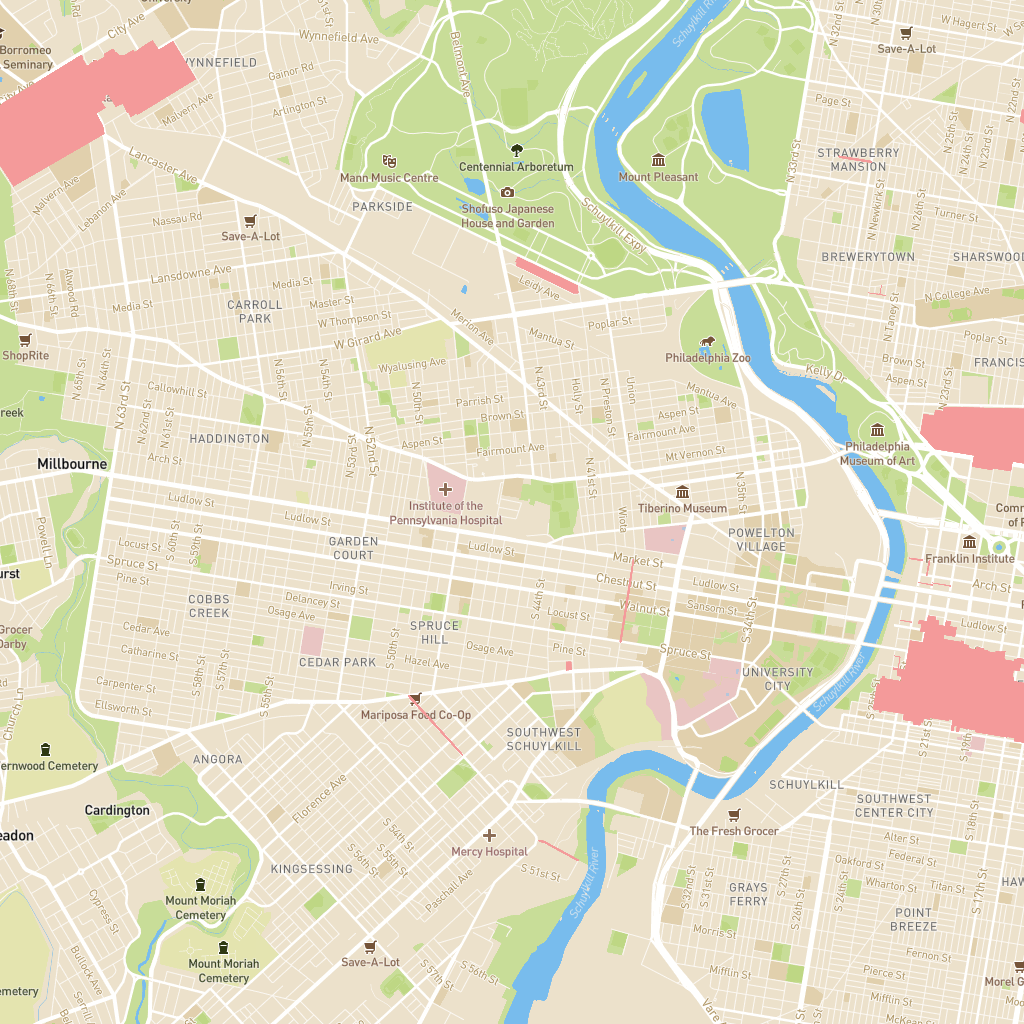 Borromeo
Seminary
University
City Ave
City Ave
WYNNEFIELD
Wynnefield Ave
Gainor Rd
Arlington St
Malvern Ave
Belmont Ave
Schuylkill River
N 32nd St
N 30th St
W Hagert St
Save-A-Lot
Page St
N 25th St
N 24th St
N 22nd St
N 33rd St
STRAWBERRY
MANSION
Mount Pleasant
Centennial Arboretum
Mann Music Centre
Lancaster Ave
Malvern Ave
Lebanon Ave
Nassau Rd
Save-A-Lot
PARKSIDE
Shofuso Japanese
House and Garden
Schuylkill Expy
N Newkirk St
N 26th St
Turner St
BREWERYTOWN
SHARSWOOD
Lansdowne Ave
Media St
Media St
Master St
W Thompson St
W Girard Ave
CARROLL
PARK
N 68th St
N 66th St
Atwood Rd
Leidy Ave
Merion Ave
Mantua St
Poplar St
N College Ave
N Taney St
Poplar St
ShopRite
N 65th St
N 64th St
N 63rd St
Callowhill St
N 62nd St
N 61st St
N 56th St
N 54th St
N 55th St
Wyalusing Ave
N 50th St
Parrish St
Brown St
N 43rd St
Holly St
N Preston St
Union
Philadelphia Zoo
Mantua Ave
Kelly Dr
Brown St
Aspen St
N 23rd St
FRANCIS
Creek
HADDINGTON
Arch St
N 53rd St
N 52nd St
Aspen St
Fairmount Ave
Aspen St
Fairmount Ave
Mt Vernon St
Philadelphia
Museum of Art
Millbourne
Ludlow St
Ludlow St
Institute of the
Pennsylvania Hospital
N 41st St
Wiota
Tiberino Museum
N 35th St
POWELTON
VILLAGE
Franklin Institute
Powell Ln
Locust St
Spruce St
Pine St
S 60th St
S 59th St
GARDEN
COURT
Ludlow St
Market St
Chestnut St
Walnut St
Ludlow St
Sansom St
S 34th St
Arch St
Ludlow St
COBBS
CREEK
Irving St
Delancey St
Osage Ave
SPRUCE
HILL
S 44th St
Locust St
Pine St
Osage Ave
Spruce St
UNIVERSITY
CITY
Schuylkill River
Grocer
Darby
Cedar Ave
Catharine St
Carpenter St
Ellsworth St
S 58th St
S 57th St
S 55th St
CEDAR PARK
S 50th St
Hazel Ave
Mariposa Food Co-Op
SOUTHWEST
SCHUYLKILL
S 25th St
S 21st St
S 19th St
Church Ln
Fernwood Cemetery
ANGORA
Florence Ave
SCHUYLKILL
SOUTHWEST
CENTER CITY
S 18th St
Cardington
S 54th St
S 55th St
S 56th St
Mercy Hospital
The Fresh Grocer
Alter St
Federal St
KINGSESSING
Paschall Ave
S 51st St
Schuylkill River
Oakford St
Wharton St
Titan St
S 17th St
S 32nd St
S 31st St
GRAYS
FERRY
S 27th St
S 26th St
S 24th St
POINT
BREEZE
Mount Moriah
Cemetery
Cypress St
Bullock Ave
Mount Moriah
Cemetery
Save-A-Lot
S 57th St
S 56th St
Morris St
Mifflin St
Fernon St
Pierce St
Mifflin St
McKean St